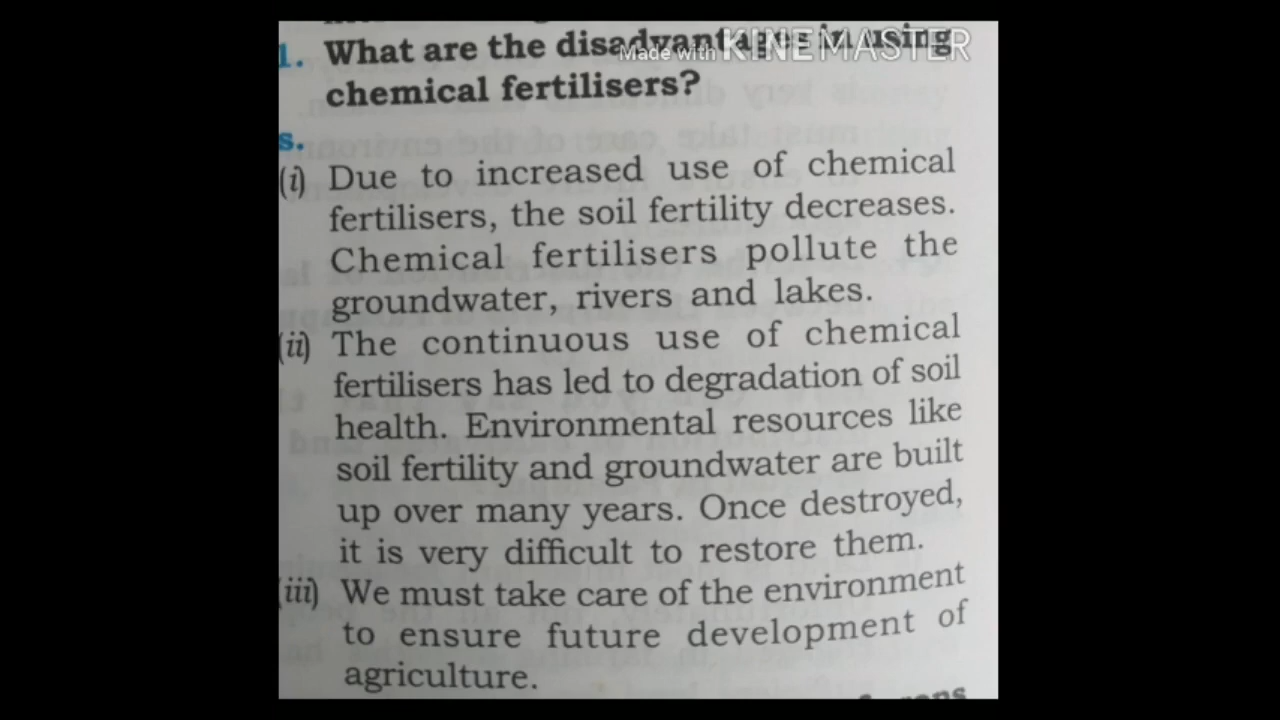 1. What are the disadvantages in using
Made with KINEMASTER
chemical fertilisers?
s.
(i) Due to increased use of chemical
fertilisers, the soil fertility decreases.
Chemical fertilisers pollute the
groundwater, rivers and lakes.
(ii) The continuous use of chemical
fertilisers has led to degradation of soil
health. Environmental resources like
soil fertility and groundwater are built
up over many years. Once destroyed,
it is very difficult to restore them.
(iii) We must take care of the environment
to ensure future development of
agriculture.